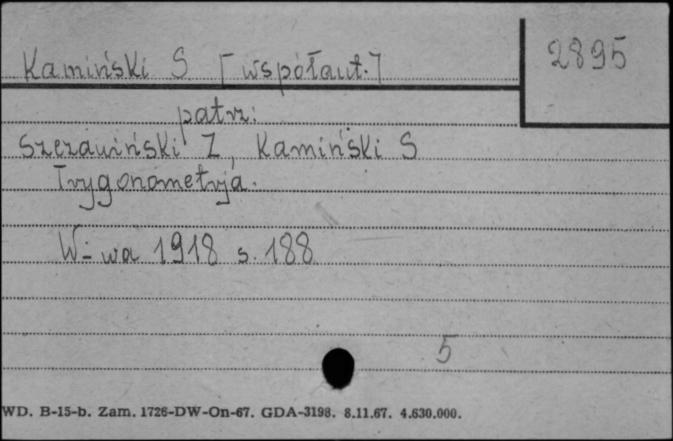 2895
Kamiński S [współaut.]
patrz:
Szczawiński Z, Kamiński S
Trygonometrja.
W-wa 1918 s. 188
5
WD. B-15-b. Zam. 1726-DW-On-67. GDA-3198. 8.11.67. 4.630.000.